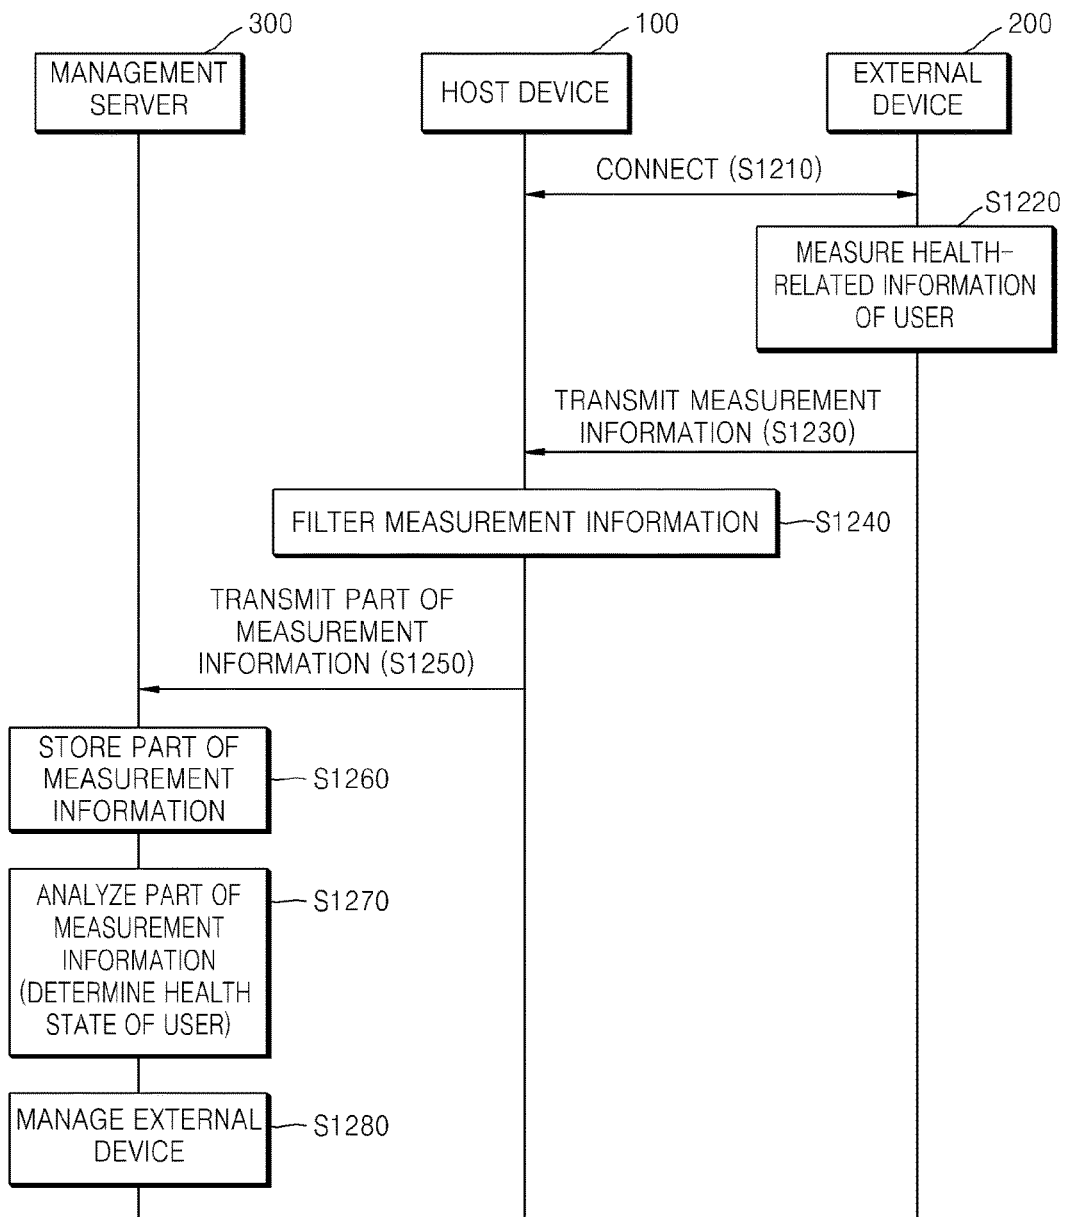 300
100
200
MANAGEMENT
SERVER
HOST DEVICE
EXTERNAL
DEVICE
CONNECT (S1210)
S1220
MEASURE HEALTH-
RELATED INFORMATION
OF USER
TRANSMIT MEASUREMENT
INFORMATION (S1230)
FILTER MEASUREMENT INFORMATION
S1240
TRANSMIT PART OF
MEASUREMENT
INFORMATION (S1250)
STORE PART OF
MEASUREMENT
INFORMATION
S1260
ANALYZE PART OF
MEASUREMENT
INFORMATION
(DETERMINE HEALTH
STATE OF USER)
S1270
MANAGE EXTERNAL
DEVICE
S1280